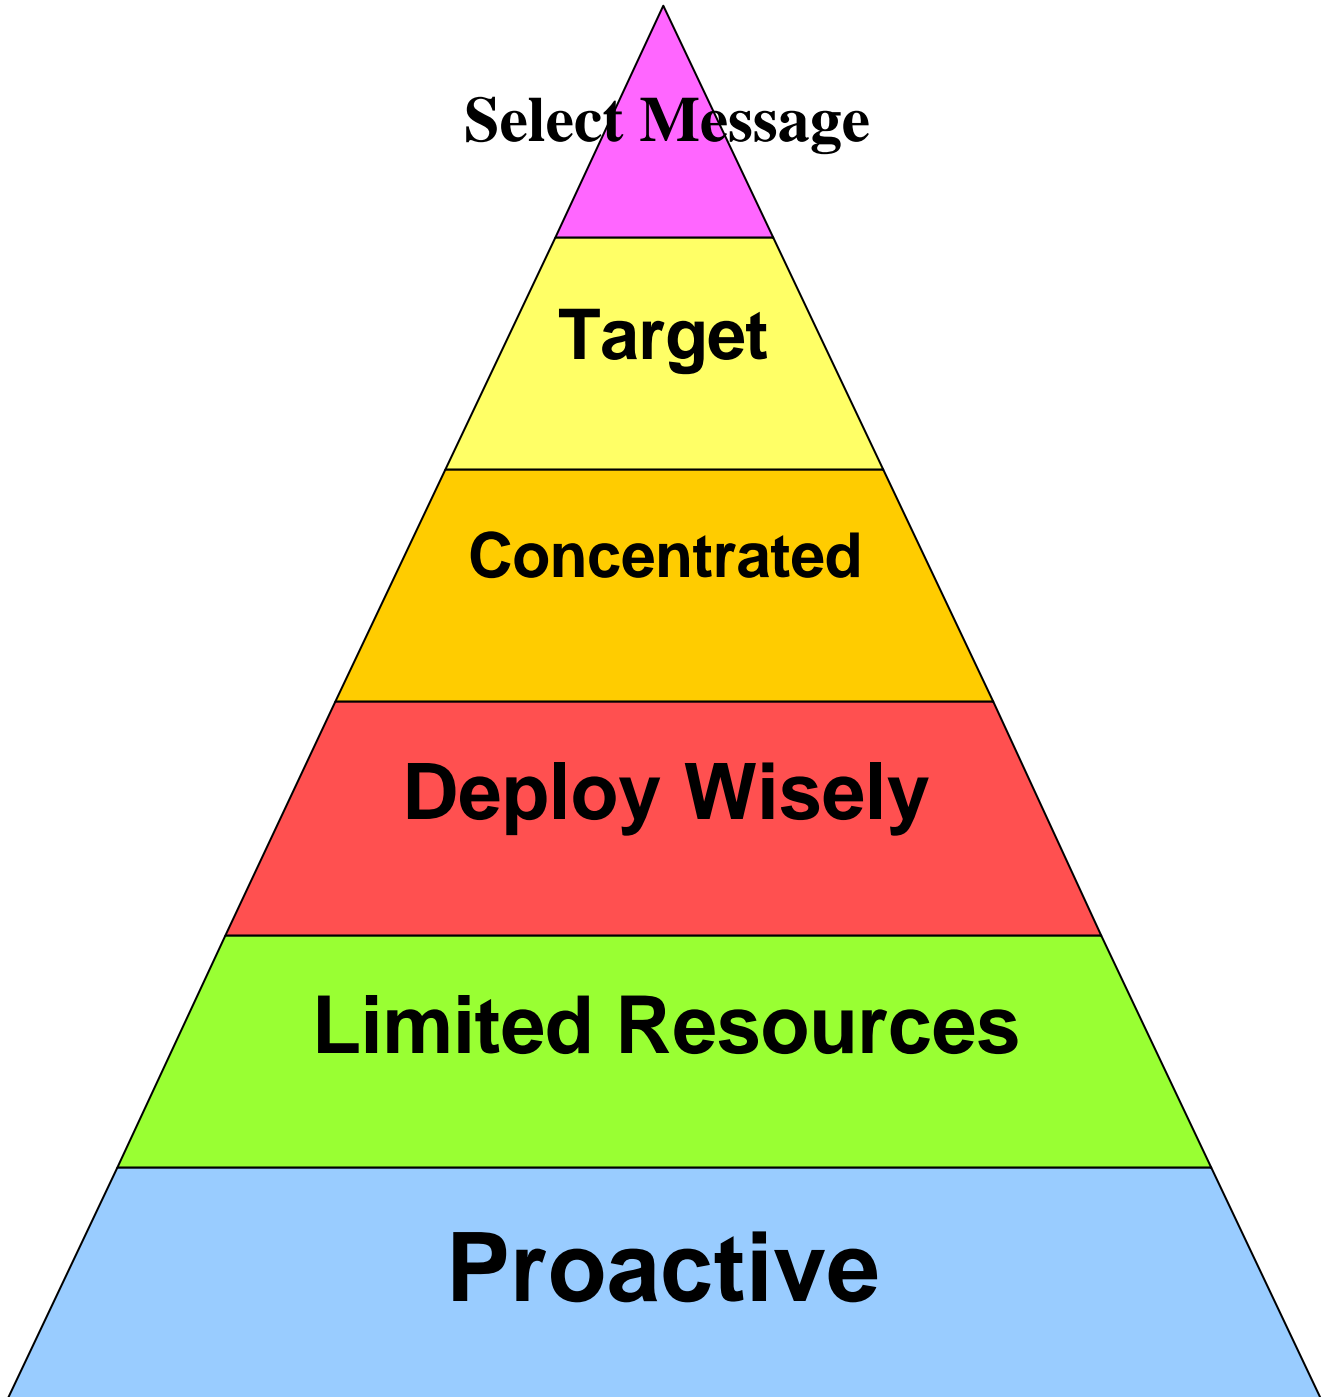 Select Message
Target
Concentrated
Deploy Wisely
Limited Resources
Proactive